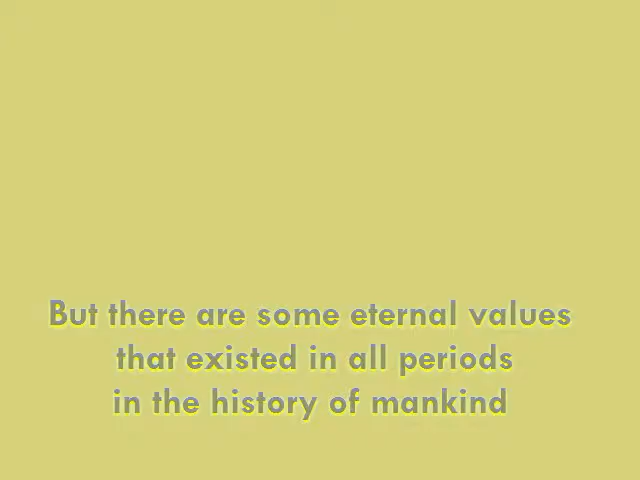 But there are some eternal values
that existed in all periods
in the history of mankind